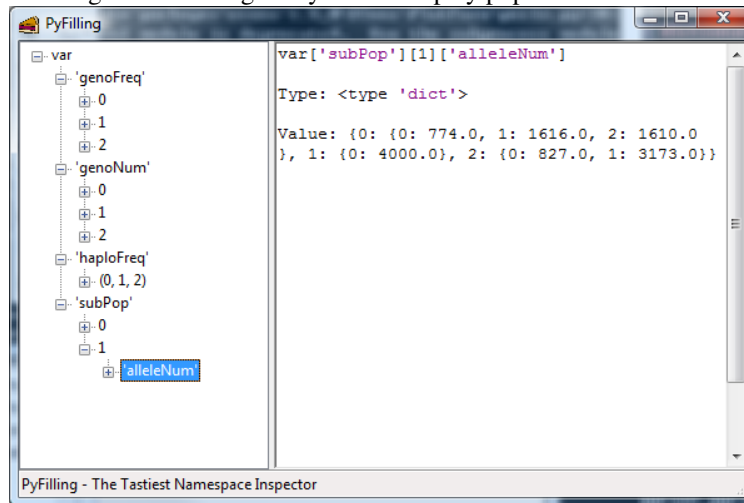 PyFilling
var
'genoFreq'
0
1
2
'genoNum'
0
1
2
'haploFreq'
(0, 1, 2)
'subPop'
0
1
'alleleNum'
var['subPop'][1]['alleleNum']
Type: <type 'dict'>
Value: {0: {0: 774.0, 1: 1616.0, 2: 1610.0
}, 1: {0: 4000.0}, 2: {0: 827.0, 1: 3173.0}}
PyFilling - The Tastiest Namespace Inspector